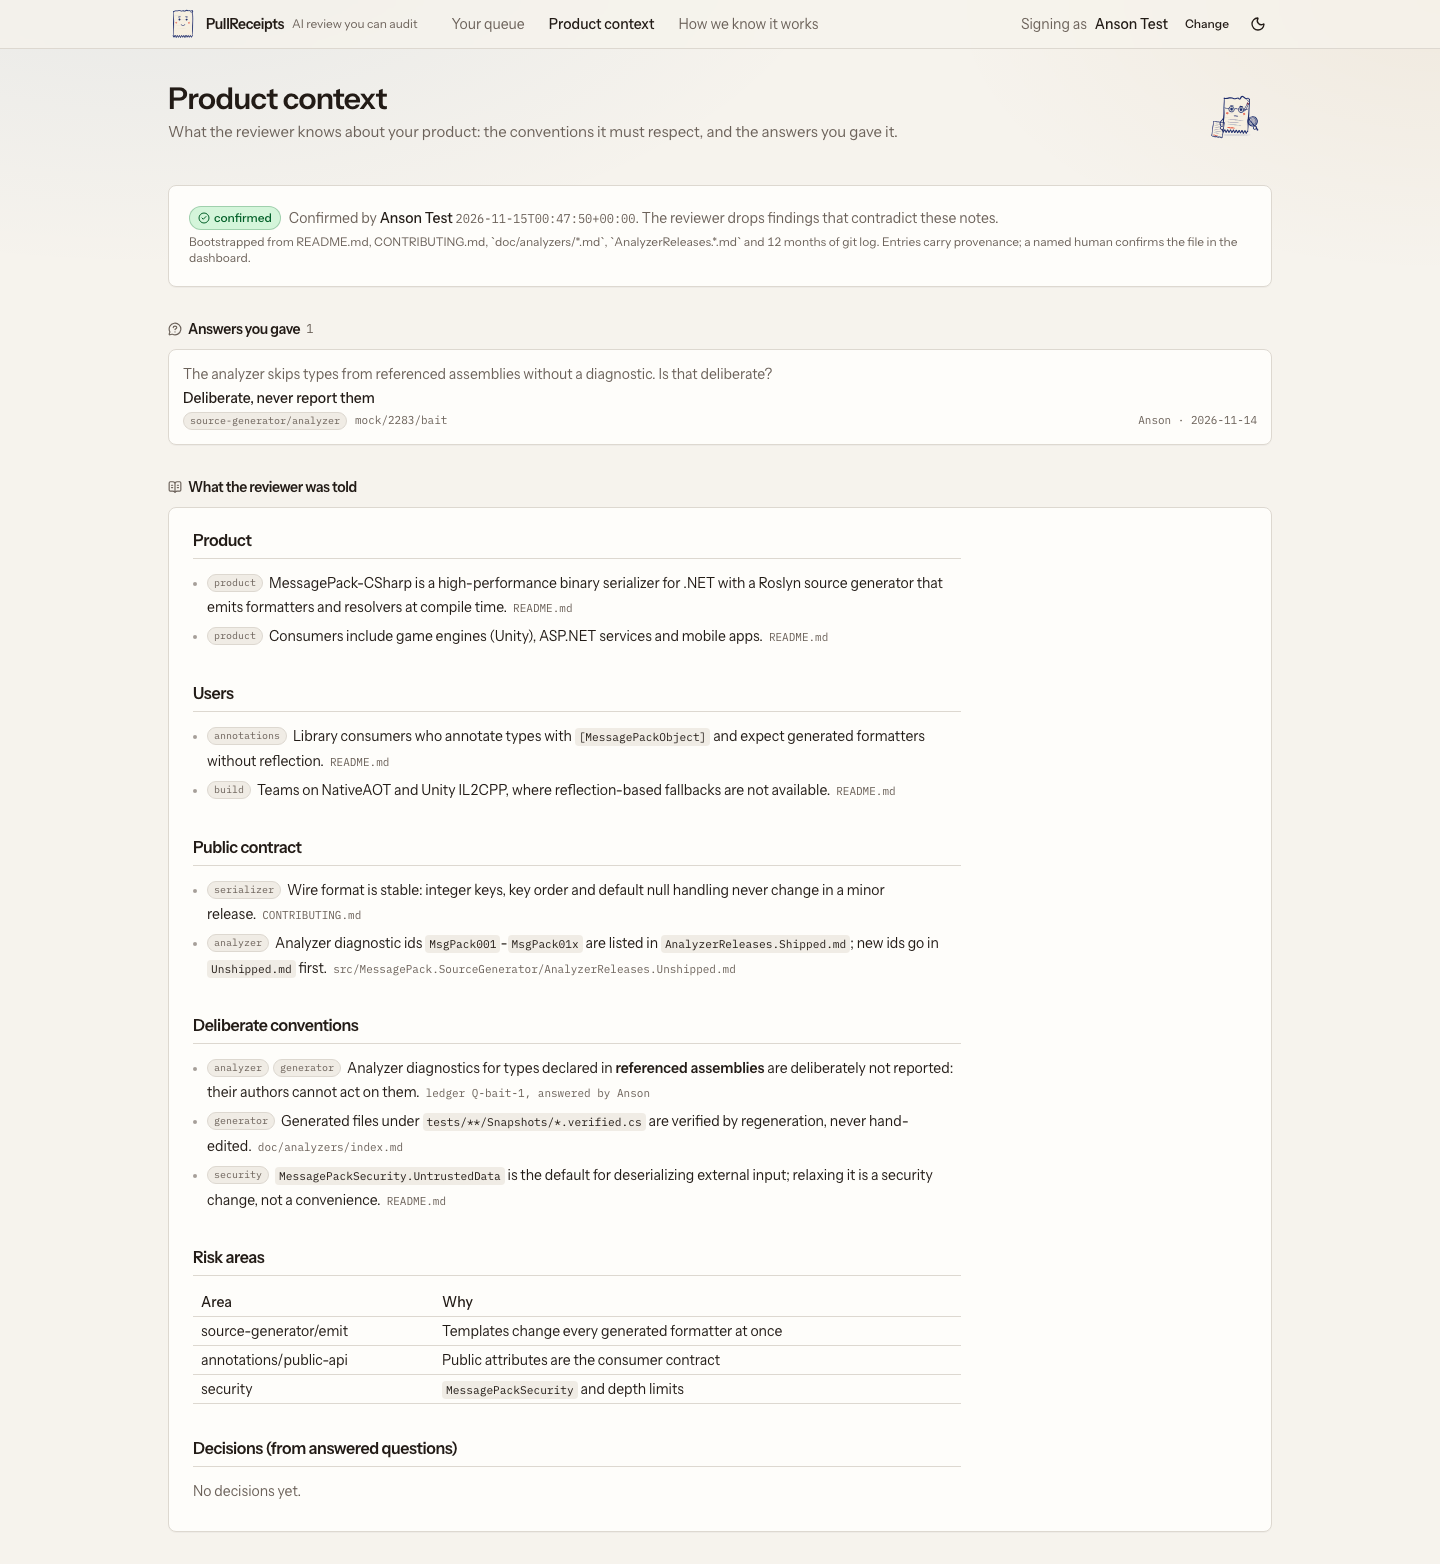 PullReceipts AI review you can audit Your queue Product context How we know it works Signing as Anson Test Change
Product context
What the reviewer knows about your product: the conventions it must respect, and the answers you gave it.
confirmed Confirmed by Anson Test 2026-11-15T00:47:50+00:00. The reviewer drops findings that contradict these notes.
Bootstrapped from README.md, CONTRIBUTING.md, `doc/analyzers/*.md`, `AnalyzerReleases.*.md` and 12 months of git log. Entries carry provenance; a named human confirms the file in the
dashboard.
Answers you gave 1
The analyzer skips types from referenced assemblies without a diagnostic. Is that deliberate?
Deliberate, never report them
source-generator/analyzer mock/2283/bait Anson · 2026-11-14
What the reviewer was told
Product
• product MessagePack-CSharp is a high-performance binary serializer for .NET with a Roslyn source generator that
emits formatters and resolvers at compile time. README.md
• product Consumers include game engines (Unity), ASP.NET services and mobile apps. README.md
Users
• annotations Library consumers who annotate types with [MessagePackObject] and expect generated formatters
without reflection. README.md
• build Teams on NativeAOT and Unity IL2CPP, where reflection-based fallbacks are not available. README.md
Public contract
• serializer Wire format is stable: integer keys, key order and default null handling never change in a minor
release. CONTRIBUTING.md
• analyzer Analyzer diagnostic ids MsgPack001-MsgPack01x are listed in AnalyzerReleases.Shipped.md; new ids go in
Unshipped.md first. src/MessagePack.SourceGenerator/AnalyzerReleases.Unshipped.md
Deliberate conventions
• analyzer generator Analyzer diagnostics for types declared in referenced assemblies are deliberately not reported:
their authors cannot act on them. ledger Q-bait-1, answered by Anson
• generator Generated files under tests/**/Snapshots/*.verified.cs are verified by regeneration, never hand-
edited. doc/analyzers/index.md
• security MessagePackSecurity.UntrustedData is the default for deserializing external input; relaxing it is a security
change, not a convenience. README.md
Risk areas
Area Why
source-generator/emit Templates change every generated formatter at once
annotations/public-api Public attributes are the consumer contract
security MessagePackSecurity and depth limits
Decisions (from answered questions)
No decisions yet.